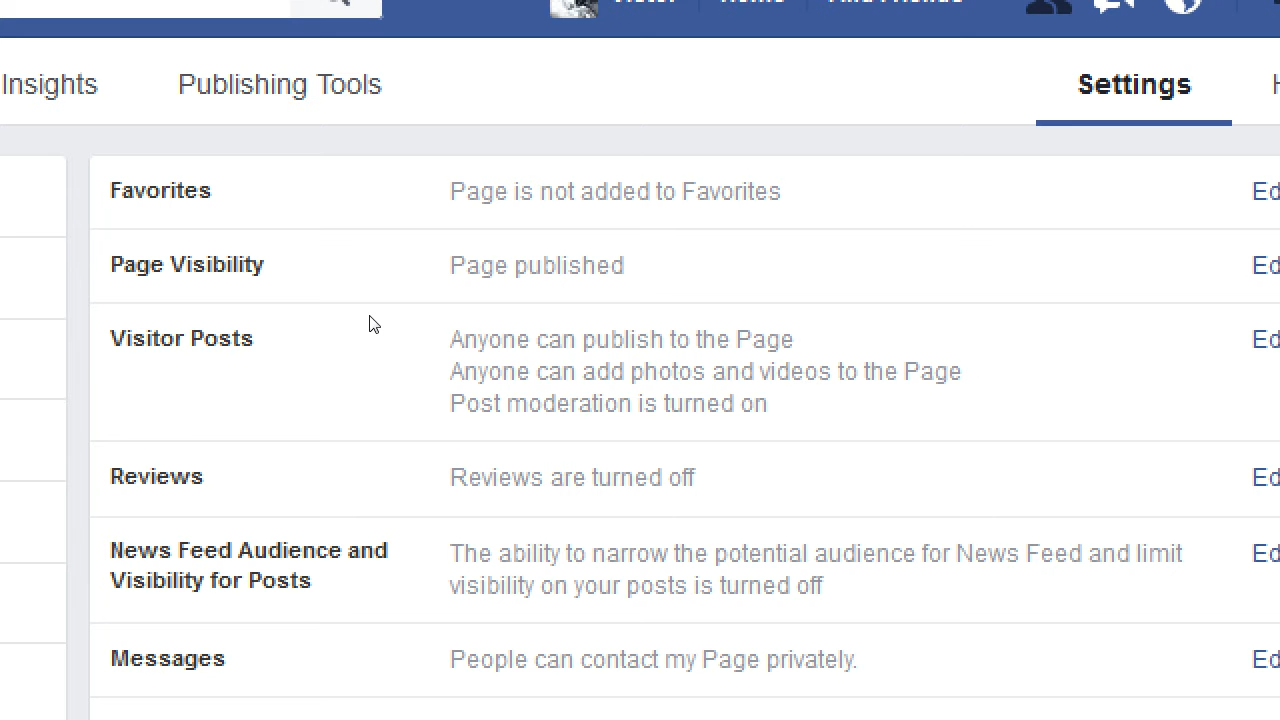 Insights
Publishing Tools
Settings
Favorites
Page is not added to Favorites
Page Visibility
Page published
Visitor Posts
Anyone can publish to the Page
Anyone can add photos and videos to the Page
Post moderation is turned on
Reviews
Reviews are turned off
News Feed Audience and
Visibility for Posts
The ability to narrow the potential audience for News Feed and limit
visibility on your posts is turned off
Messages
People can contact my Page privately.